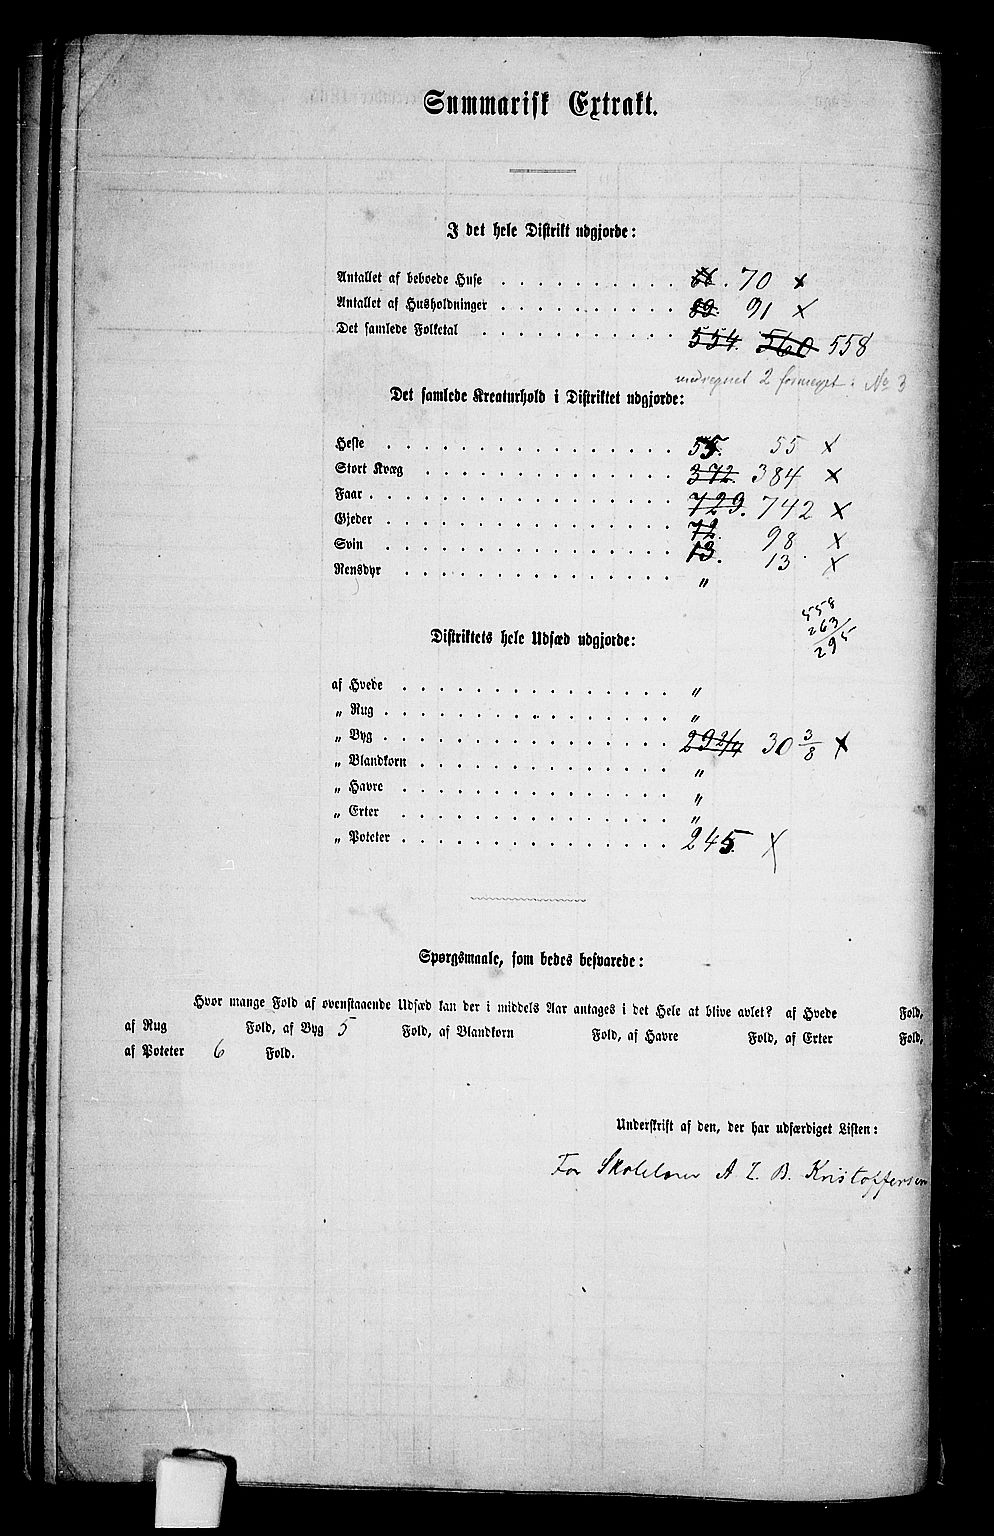 Summarisk Extrakt.
I det hele Distrikt udgjorde:
Antallet af beboede Huse . . . . . . . . . . 70 x
Antallet af Husholdninger . . . . . . . . . . 89. 91 x
Det samlede Folketal . . . . . . . . . . . 554. 560 558
medregnet 2 formeget i No 3
Det samlede Kreaturhold i Distriktet udgjorde:
Heste . . . . . . . . . . . . . . . . 55. 55 x
Stort Kvæg . . . . . . . . . . . . . . 372. 384 x
Faar . . . . . . . . . . . . . . . . . 729. 742 x
Gjeder . . . . . . . . . . . . . . . . 72. 98 x
Svin . . . . . . . . . . . . . . . . 13. 13. x
Rensdyr . . . . . . . . . . . . . . . „
558
263
295
Distriktets hele Udsæd udgjorde:
af Hvede . . . . . . . . . . . . . . . „
„ Rug . . . . . . . . . . . . . . . . „
„ Byg . . . . . . . . . . . . . . . . 29 2/4 30 3/8 x
„ Blandkorn . . . . . . . . . . . . . . „
„ Havre . . . . . . . . . . . . . . . „
„ Erter . . . . . . . . . . . . . . . „
„ Poteter . . . . . . . . . . . . . . . 245. x
Spørgsmaale, som bedes besvarede:
Hvor mange Fold af ovenstaaende Udsæd kan der i middels Aar antages i det Hele at blive avlet? af Hvede Fold,
af Rug Fold, af Byg 5 Fold, af Blandkorn Fold, af Havre Fold, af Erter Fold,
af Poteter 6 Fold.
Underskrift af den, der har udfærdiget Listen:
For Skolelærer A. Z. B. Kristoffersen